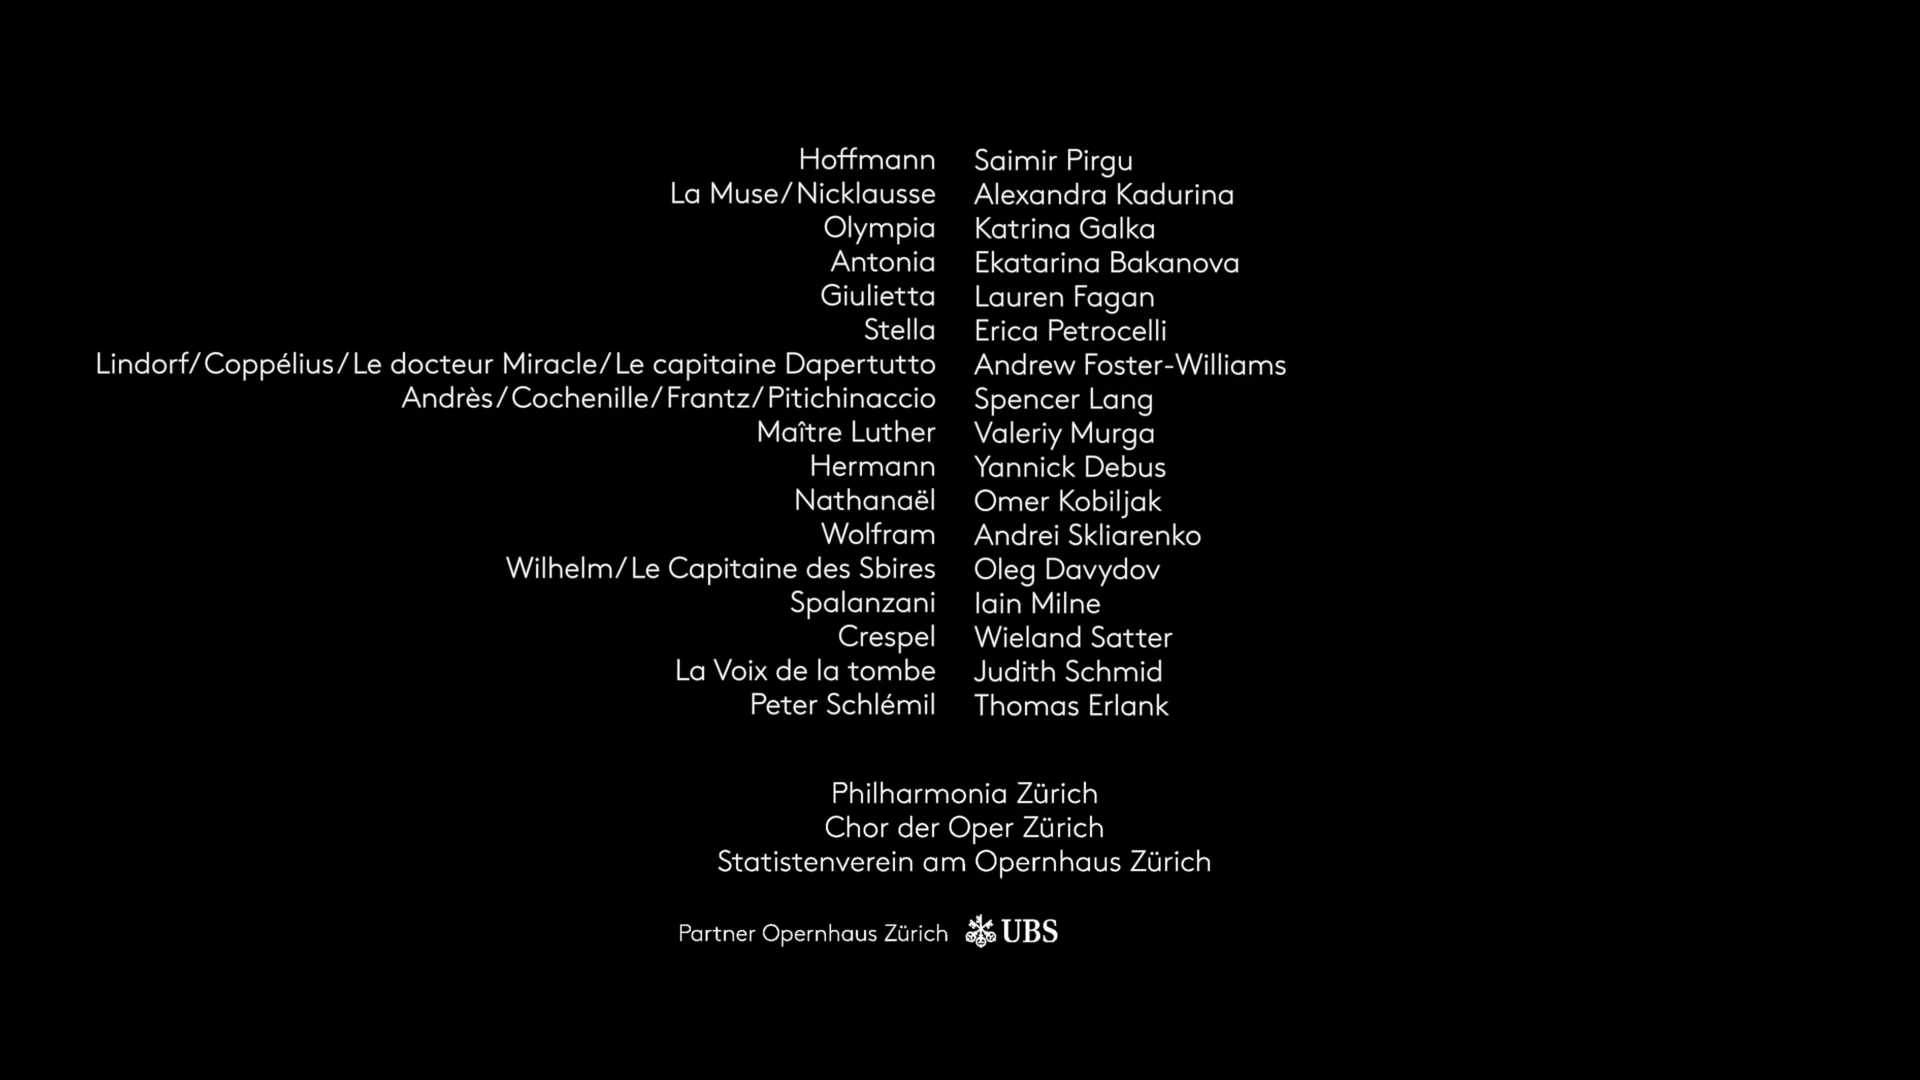 Hoffmann Saimir Pirgu
La Muse/Nicklausse Alexandra Kadurina
Olympia Katrina Galka
Antonia Ekatarina Bakanova
Giulietta Lauren Fagan
Stella Erica Petrocelli
Lindorf/Coppélius/Le docteur Miracle/Le capitaine Dapertutto Andrew Foster-Williams
Andrès/Cochenille/Frantz/Pitichinaccio Spencer Lang
Maître Luther Valeriy Murga
Hermann Yannick Debus
Nathanaël Omer Kobiljak
Wolfram Andrei Skliarenko
Wilhelm/Le Capitaine des Sbires Oleg Davydov
Spalanzani Iain Milne
Crespel Wieland Satter
La Voix de la tombe Judith Schmid
Peter Schlémil Thomas Erlank
Philharmonia Zürich
Chor der Oper Zürich
Statistenverein am Opernhaus Zürich
Partner Opernhaus Zürich UBS